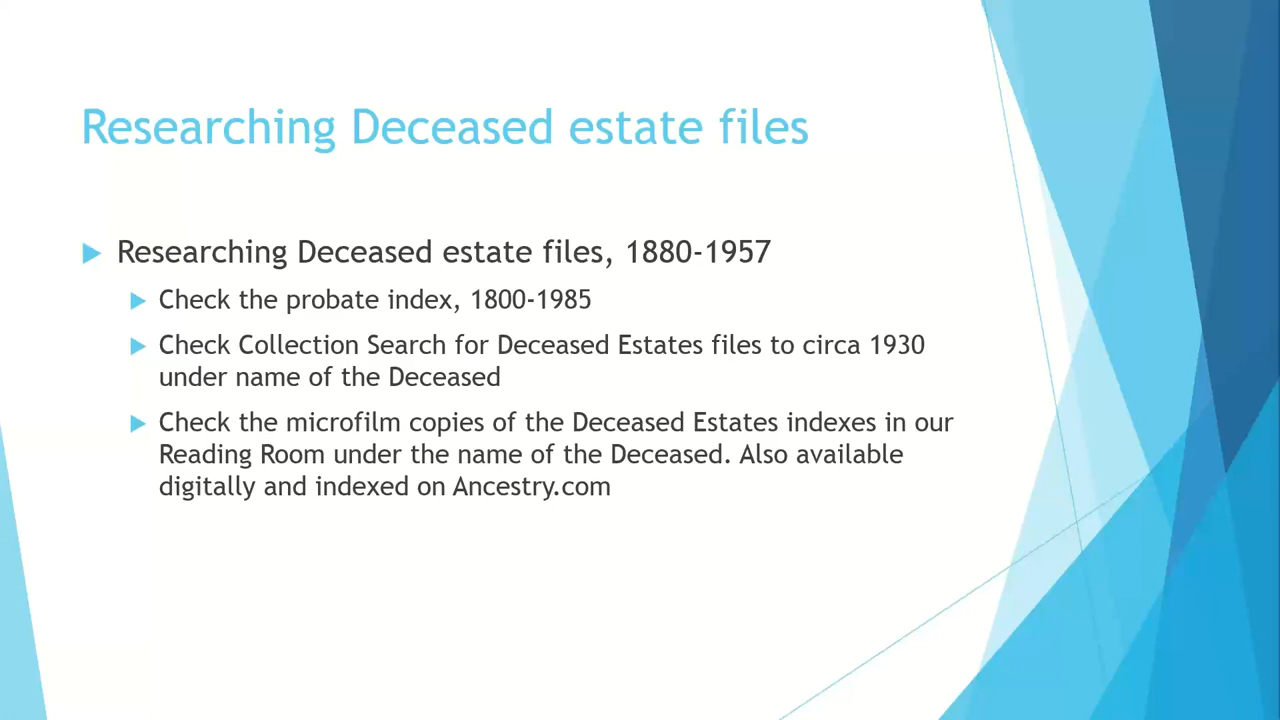 Researching Deceased estate files
Researching Deceased estate files, 1880-1957
Check the probate index, 1800-1985
Check Collection Search for Deceased Estates files to circa 1930
under name of the Deceased
Check the microfilm copies of the Deceased Estates indexes in our
Reading Room under the name of the Deceased. Also available
digitally and indexed on Ancestry.com